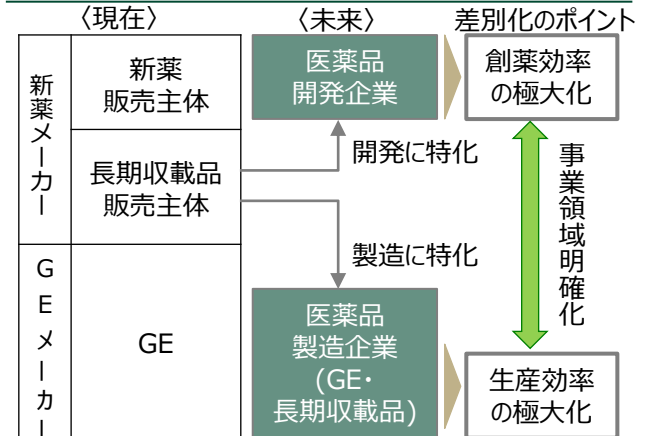 〈現在〉
〈未来〉
差別化のポイント
新薬メーカー
新薬
販売主体
医薬品
開発企業
創薬効率
の極大化
長期収載品
販売主体
開発に特化
事業領域明確化
製造に特化
GEメーカー
GE
医薬品
製造企業
(GE・
長期収載品)
生産効率
の極大化